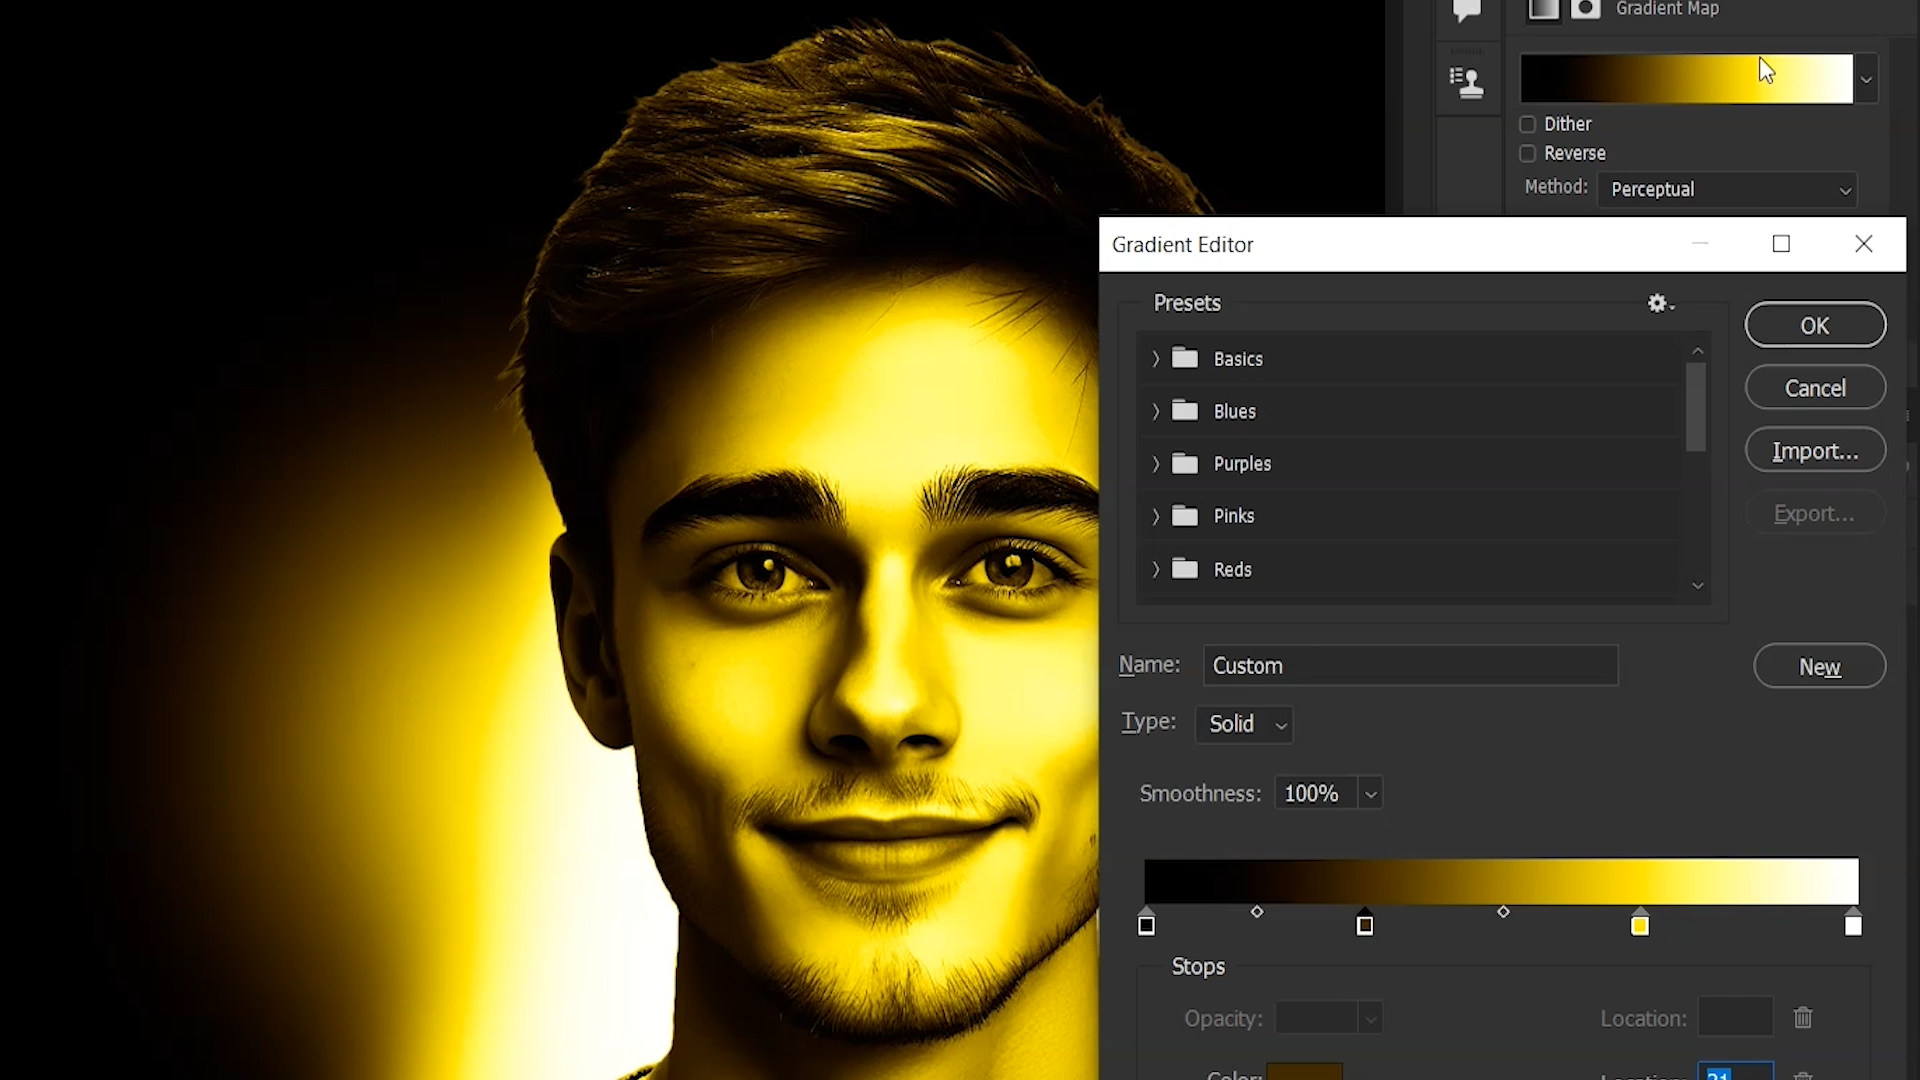 Gradient Map
Dither
Reverse
Method: Perceptual
Gradient Editor
Presets
OK
Basics
Cancel
Blues
Import...
Purples
Export...
Pinks
Reds
Name: Custom
New
Type: Solid
Smoothness: 100%
Stops
Opacity:
Location:
Color:
Location: 31